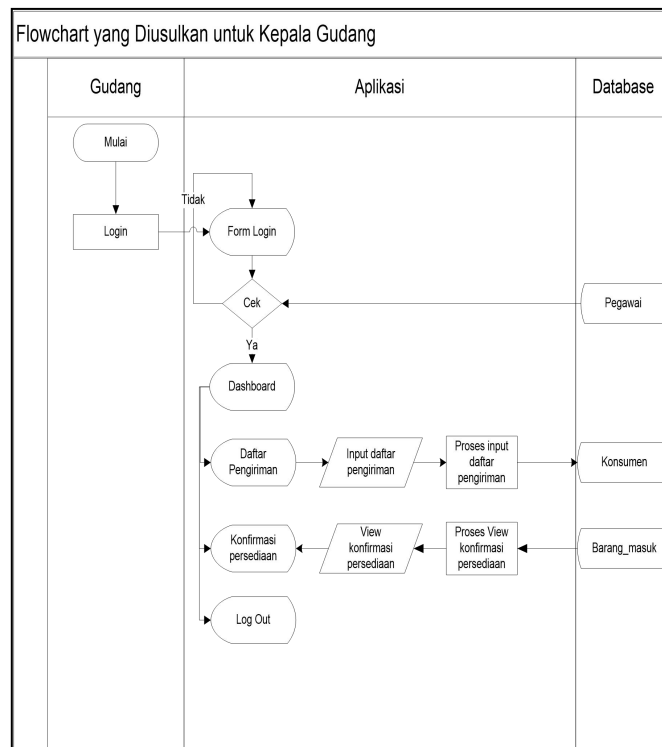 Flowchart yang Diusulkan untuk Kepala Gudang
Gudang
Aplikasi
Database
Mulai
Tidak
Login
Form Login
Cek
Pegawai
Ya
Dashboard
Daftar
Pengiriman
Input daftar
pengiriman
Proses input
daftar
pengiriman
Konsumen
Konfirmasi
persediaan
View
konfirmasi
persediaan
Proses View
konfirmasi
persediaan
Barang_masuk
Log Out